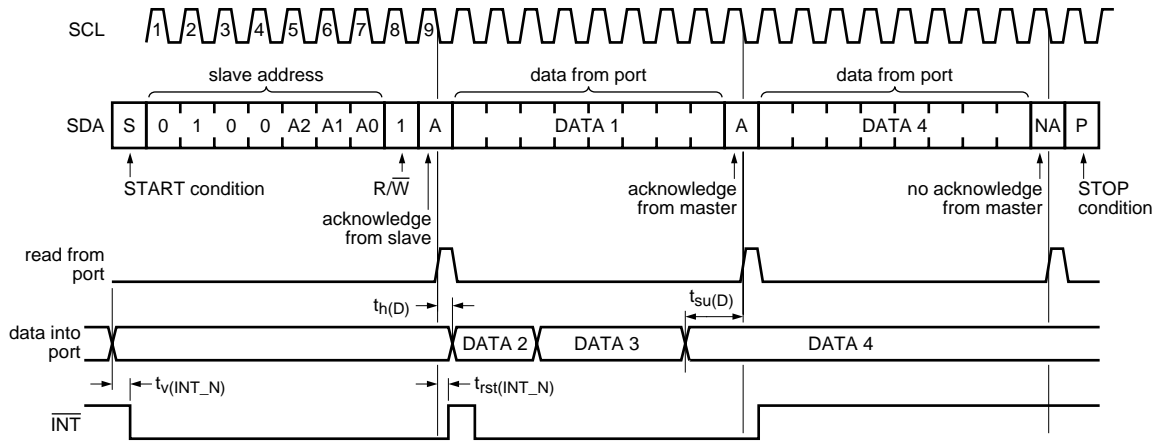 SCL 1 2 3 4 5 6 7 8 9
slave address data from port data from port
SDA S 0 1 0 0 A2 A1 A0 1 A DATA 1 A DATA 4 NA P
START condition
R/W
acknowledge
from slave
acknowledge
from master
no acknowledge
from master
STOP
condition
read from
port
th(D)
tsu(D)
data into
port
DATA 2 DATA 3 DATA 4
tv(INT_N)
trst(INT_N)
INT